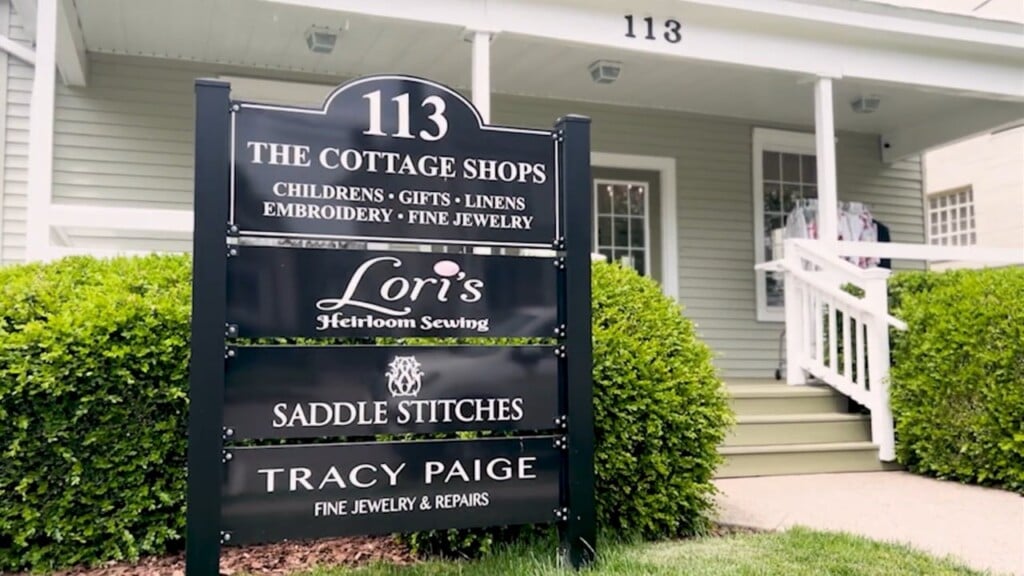 113
113
THE COTTAGE SHOPS
CHILDRENS • GIFTS • LINENS
EMBROIDERY • FINE JEWELRY
Lori's
Heirloom Sewing
SADDLE STITCHES
TRACY PAIGE
FINE JEWELRY & REPAIRS